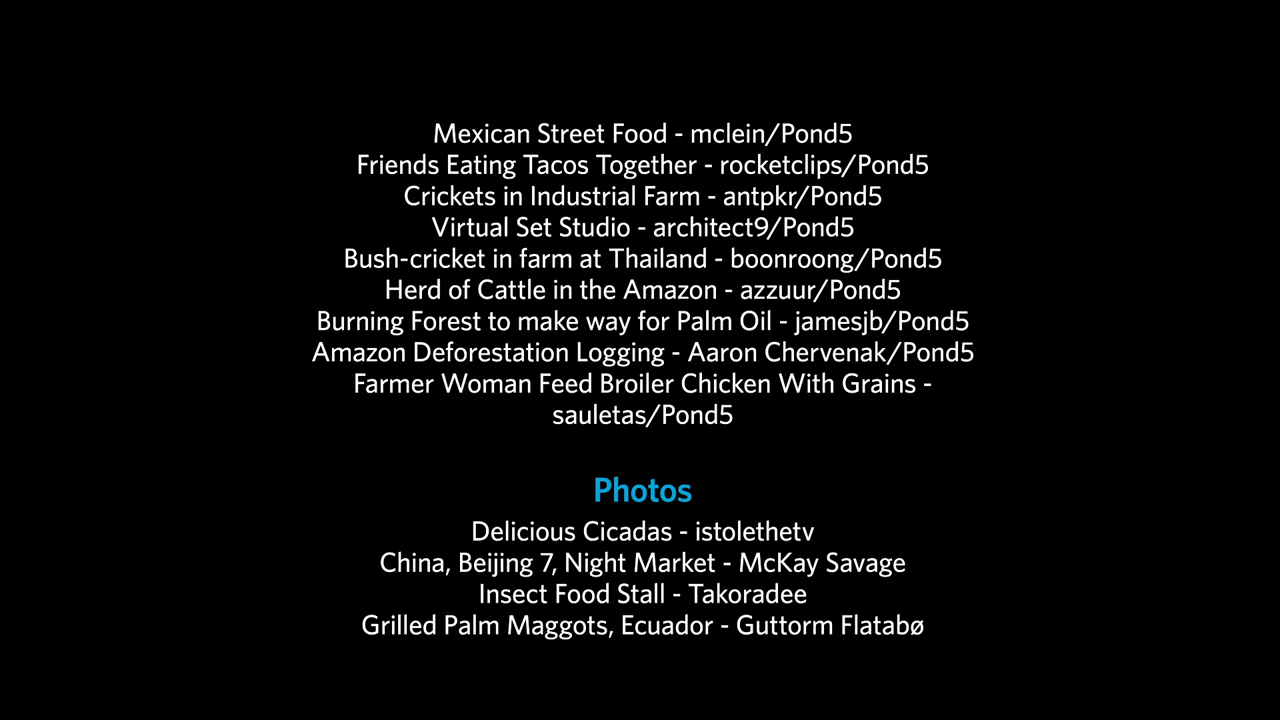 Mexican Street Food - mclein/Pond5
Friends Eating Tacos Together - rocketclips/Pond5
Crickets in Industrial Farm - antpkr/Pond5
Virtual Set Studio - architect9/Pond5
Bush-cricket in farm at Thailand - boonroong/Pond5
Herd of Cattle in the Amazon - azzuur/Pond5
Burning Forest to make way for Palm Oil - jamesjb/Pond5
Amazon Deforestation Logging - Aaron Chervenak/Pond5
Farmer Woman Feed Broiler Chicken With Grains -
sauletas/Pond5
Photos
Delicious Cicadas - istolethetv
China, Beijing 7, Night Market - McKay Savage
Insect Food Stall - Takoradee
Grilled Palm Maggots, Ecuador - Guttorm Flatabø